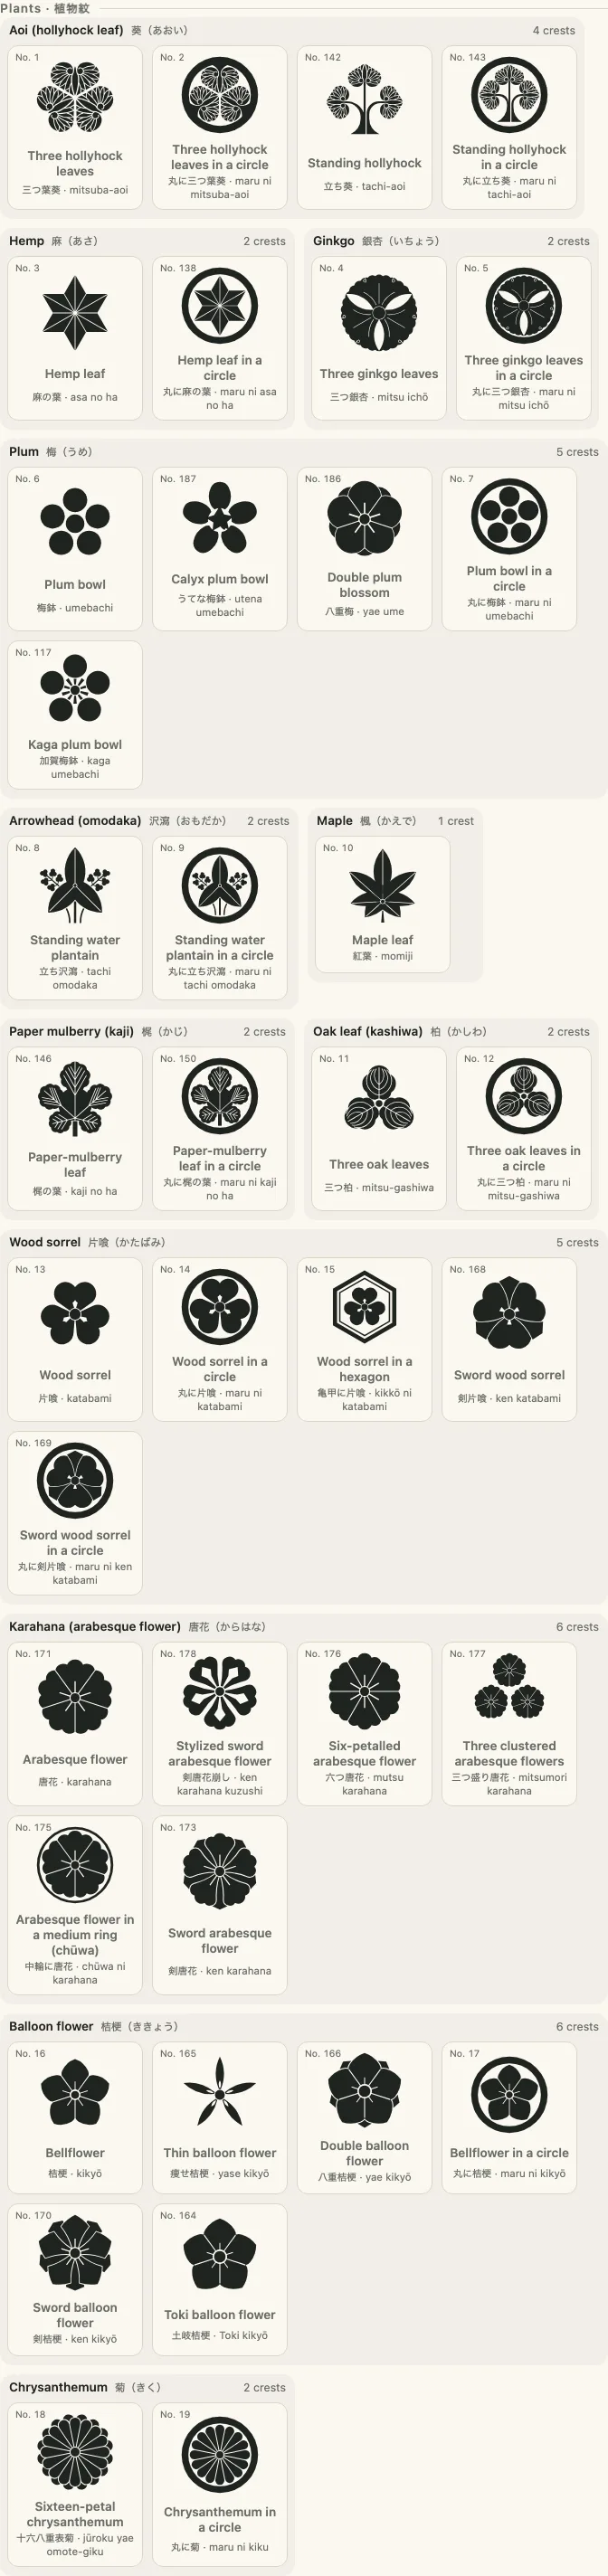 Plants · 植物紋
Aoi (hollyhock leaf) 葵（あおい） 4 crests
No. 1
Three hollyhock
leaves
三つ葉葵 · mitsuba-aoi
No. 2
Three hollyhock
leaves in a circle
丸に三つ葉葵 · maru ni
mitsuba-aoi
No. 142
Standing hollyhock
立ち葵 · tachi-aoi
No. 143
Standing hollyhock
in a circle
丸に立ち葵 · maru ni
tachi-aoi
Hemp 麻（あさ） 2 crests
No. 3
Hemp leaf
麻の葉 · asa no ha
No. 138
Hemp leaf in a
circle
丸に麻の葉 · maru ni asa
no ha
Ginkgo 銀杏（いちょう） 2 crests
No. 4
Three ginkgo leaves
三つ銀杏 · mitsu ichō
No. 5
Three ginkgo leaves
in a circle
丸に三つ銀杏 · maru ni
mitsu ichō
Plum 梅（うめ） 5 crests
No. 6
Plum bowl
梅鉢 · umebachi
No. 187
Calyx plum bowl
うてな梅鉢 · utena
umebachi
No. 186
Double plum
blossom
八重梅 · yae ume
No. 7
Plum bowl in a
circle
丸に梅鉢 · maru ni
umebachi
No. 117
Kaga plum bowl
加賀梅鉢 · kaga
umebachi
Arrowhead (omodaka) 沢瀉（おもだか） 2 crests
No. 8
Standing water
plantain
立ち沢瀉 · tachi
omodaka
No. 9
Standing water
plantain in a circle
丸に立ち沢瀉 · maru ni
tachi omodaka
Maple 楓（かえで） 1 crest
No. 10
Maple leaf
紅葉 · momiji
Paper mulberry (kaji) 梶（かじ） 2 crests
No. 146
Paper-mulberry
leaf
梶の葉 · kaji no ha
No. 150
Paper-mulberry
leaf in a circle
丸に梶の葉 · maru ni kaji
no ha
Oak leaf (kashiwa) 柏（かしわ） 2 crests
No. 11
Three oak leaves
三つ柏 · mitsu-gashiwa
No. 12
Three oak leaves in
a circle
丸に三つ柏 · maru ni
mitsu-gashiwa
Wood sorrel 片喰（かたばみ） 5 crests
No. 13
Wood sorrel
片喰 · katabami
No. 14
Wood sorrel in a
circle
丸に片喰 · maru ni
katabami
No. 15
Wood sorrel in a
hexagon
亀甲に片喰 · kikkō ni
katabami
No. 168
Sword wood sorrel
剣片喰 · ken katabami
No. 169
Sword wood sorrel
in a circle
丸に剣片喰 · maru ni ken
katabami
Karahana (arabesque flower) 唐花（からはな） 6 crests
No. 171
Arabesque flower
唐花 · karahana
No. 178
Stylized sword
arabesque flower
剣唐花崩し · ken
karahana kuzushi
No. 176
Six-petalled
arabesque flower
六つ唐花 · mutsu
karahana
No. 177
Three clustered
arabesque flowers
三つ盛り唐花 · mitsumori
karahana
No. 175
Arabesque flower in
a medium ring
(chūwa)
中輪に唐花 · chūwa ni
karahana
No. 173
Sword arabesque
flower
剣唐花 · ken karahana
Balloon flower 桔梗（ききょう） 6 crests
No. 16
Bellflower
桔梗 · kikyō
No. 165
Thin balloon flower
痩せ桔梗 · yase kikyō
No. 166
Double balloon
flower
八重桔梗 · yae kikyō
No. 17
Bellflower in a circle
丸に桔梗 · maru ni kikyō
No. 170
Sword balloon
flower
剣桔梗 · ken kikyō
No. 164
Toki balloon flower
土岐桔梗 · Toki kikyō
Chrysanthemum 菊（きく） 2 crests
No. 18
Sixteen-petal
chrysanthemum
十六八重表菊 · jūroku yae
omote-giku
No. 19
Chrysanthemum in
a circle
丸に菊 · maru ni kiku